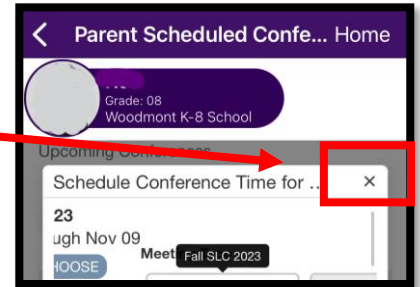 Parent Scheduled Confe... Home
Grade: 08
Woodmont K-8 School
Upcoming Conferences
Schedule Conference Time for ... ×
23
ugh Nov 09
Meeti
Fall SLC 2023
HOOSE